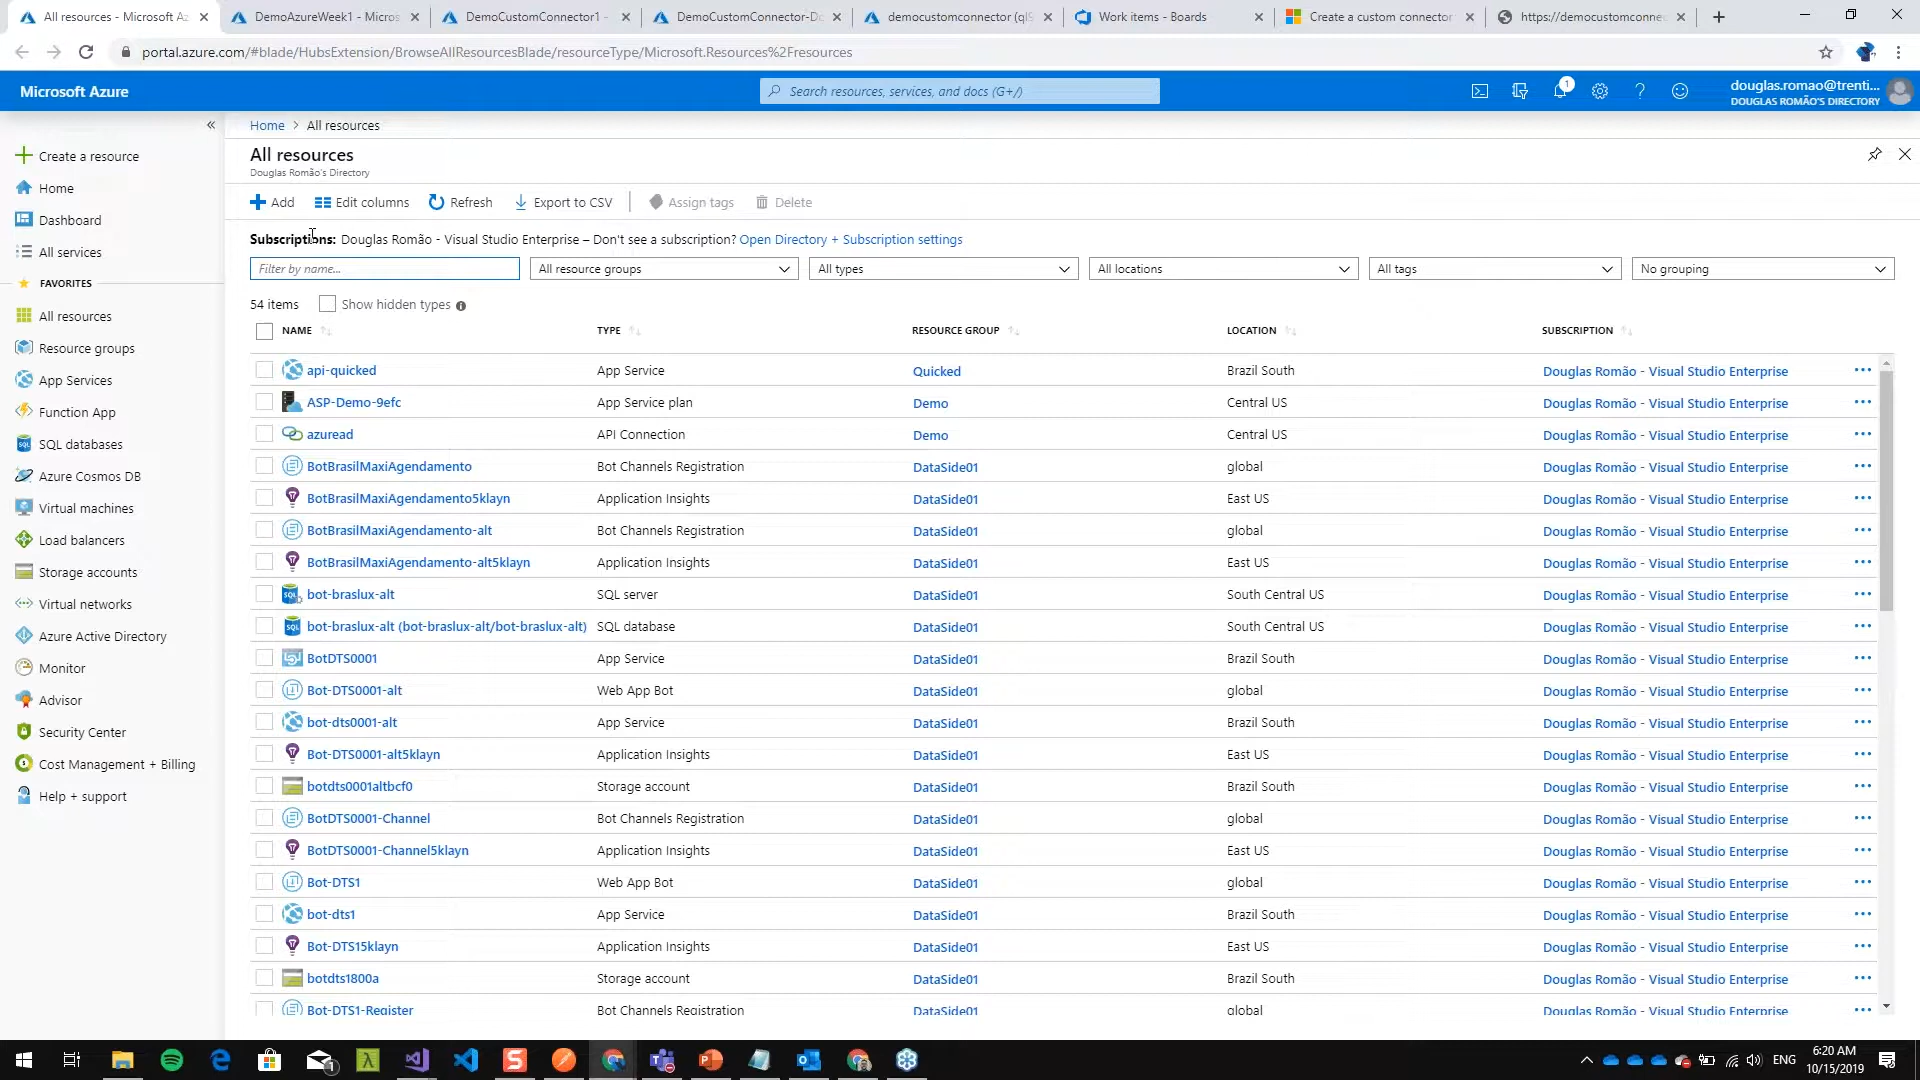 All resources - Microsoft Az
DemoAzureWeek1 - Micros
DemoCustomConnector1 -
DemoCustomConnector-D
democustomconnector (ql
Work items - Boards
Create a custom connector
https://democustomconne
portal.azure.com/#blade/HubsExtension/BrowseAllResourcesBlade/resourceType/Microsoft.Resources%2Fresources
Microsoft Azure
Search resources, services, and docs (G+/)
1
douglas.romao@trenti...
DOUGLAS ROMÃO'S DIRECTORY
«
Create a resource
Home
Dashboard
All services
FAVORITES
All resources
Resource groups
App Services
Function App
SQL databases
Azure Cosmos DB
Virtual machines
Load balancers
Storage accounts
Virtual networks
Azure Active Directory
Monitor
Advisor
Security Center
Cost Management + Billing
Help + support
Home > All resources
All resources
Douglas Romão's Directory
Add Edit columns Refresh Export to CSV Assign tags Delete
Subscriptions: Douglas Romão - Visual Studio Enterprise – Don't see a subscription? Open Directory + Subscription settings
Filter by name... All resource groups All types All locations All tags No grouping
54 items Show hidden types
NAME TYPE RESOURCE GROUP LOCATION SUBSCRIPTION
api-quicked App Service Quicked Brazil South Douglas Romão - Visual Studio Enterprise
ASP-Demo-9efc App Service plan Demo Central US Douglas Romão - Visual Studio Enterprise
azuread API Connection Demo Central US Douglas Romão - Visual Studio Enterprise
BotBrasilMaxiAgendamento Bot Channels Registration DataSide01 global Douglas Romão - Visual Studio Enterprise
BotBrasilMaxiAgendamento5klayn Application Insights DataSide01 East US Douglas Romão - Visual Studio Enterprise
BotBrasilMaxiAgendamento-alt Bot Channels Registration DataSide01 global Douglas Romão - Visual Studio Enterprise
BotBrasilMaxiAgendamento-alt5klayn Application Insights DataSide01 East US Douglas Romão - Visual Studio Enterprise
bot-braslux-alt SQL server DataSide01 South Central US Douglas Romão - Visual Studio Enterprise
bot-braslux-alt (bot-braslux-alt/bot-braslux-alt) SQL database DataSide01 South Central US Douglas Romão - Visual Studio Enterprise
BotDTS0001 App Service DataSide01 Brazil South Douglas Romão - Visual Studio Enterprise
Bot-DTS0001-alt Web App Bot DataSide01 global Douglas Romão - Visual Studio Enterprise
bot-dts0001-alt App Service DataSide01 Brazil South Douglas Romão - Visual Studio Enterprise
Bot-DTS0001-alt5klayn Application Insights DataSide01 East US Douglas Romão - Visual Studio Enterprise
botdts0001altbcf0 Storage account DataSide01 Brazil South Douglas Romão - Visual Studio Enterprise
BotDTS0001-Channel Bot Channels Registration DataSide01 global Douglas Romão - Visual Studio Enterprise
BotDTS0001-Channel5klayn Application Insights DataSide01 East US Douglas Romão - Visual Studio Enterprise
Bot-DTS1 Web App Bot DataSide01 global Douglas Romão - Visual Studio Enterprise
bot-dts1 App Service DataSide01 Brazil South Douglas Romão - Visual Studio Enterprise
Bot-DTS15klayn Application Insights DataSide01 East US Douglas Romão - Visual Studio Enterprise
botdts1800a Storage account DataSide01 Brazil South Douglas Romão - Visual Studio Enterprise
Bot-DTS1-Register Bot Channels Registration DataSide01 global Douglas Romão - Visual Studio Enterprise
ENG
6:20 AM
10/15/2019